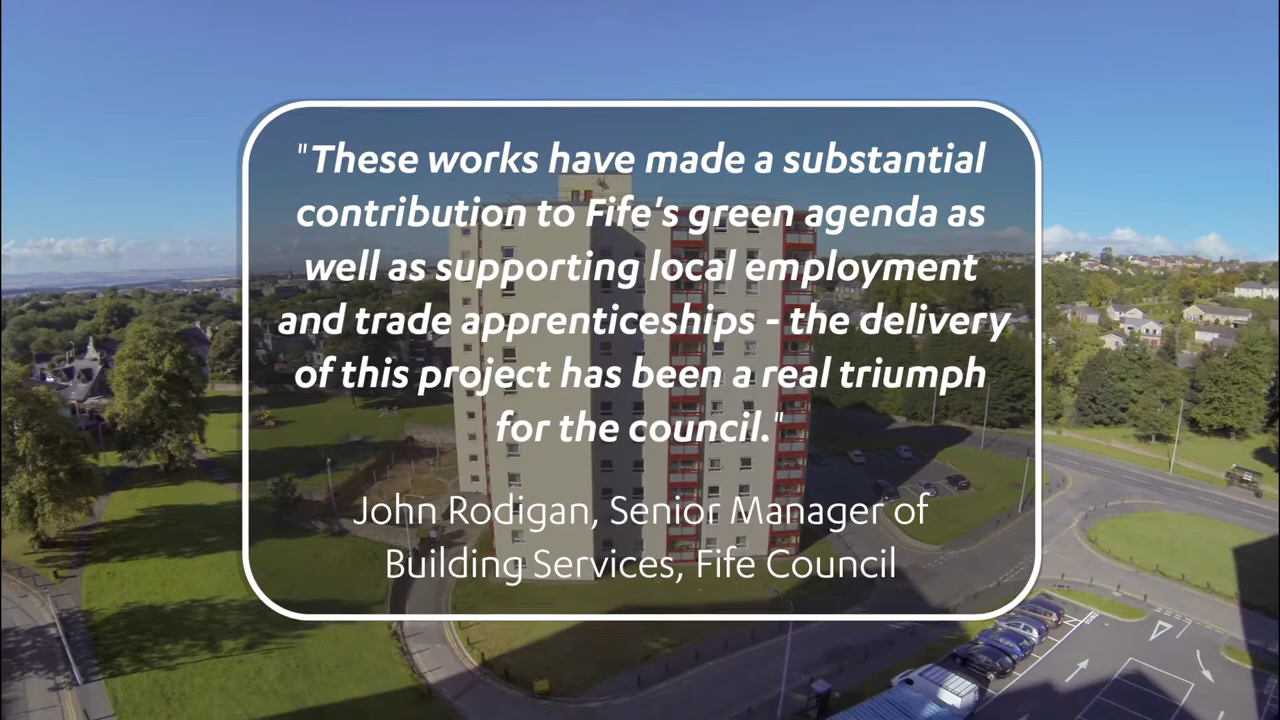 "These works have made a substantial
contribution to Fife's green agenda as
well as supporting local employment
and trade apprenticeships - the delivery
of this project has been a real triumph
for the council."
John Rodigan, Senior Manager of
Building Services, Fife Council